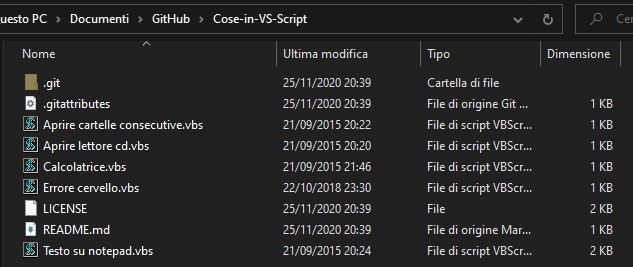 uesto PC > Documenti > GitHub > Cose-in-VS-Script
Nome Ultima modifica Tipo Dimensione
.git 25/11/2020 20:39 Cartella di file
.gitattributes 25/11/2020 20:39 File di origine Git ... 1 KB
Aprire cartelle consecutive.vbs 21/09/2015 20:22 File di script VBScr... 1 KB
Aprire lettore cd.vbs 21/09/2015 20:20 File di script VBScr... 1 KB
Calcolatrice.vbs 21/09/2015 21:46 File di script VBScr... 1 KB
Errore cervello.vbs 22/10/2018 23:30 File di script VBScr... 1 KB
LICENSE 25/11/2020 20:39 File 2 KB
README.md 25/11/2020 20:39 File di origine Mar... 1 KB
Testo su notepad.vbs 21/09/2015 20:24 File di script VBScr... 2 KB